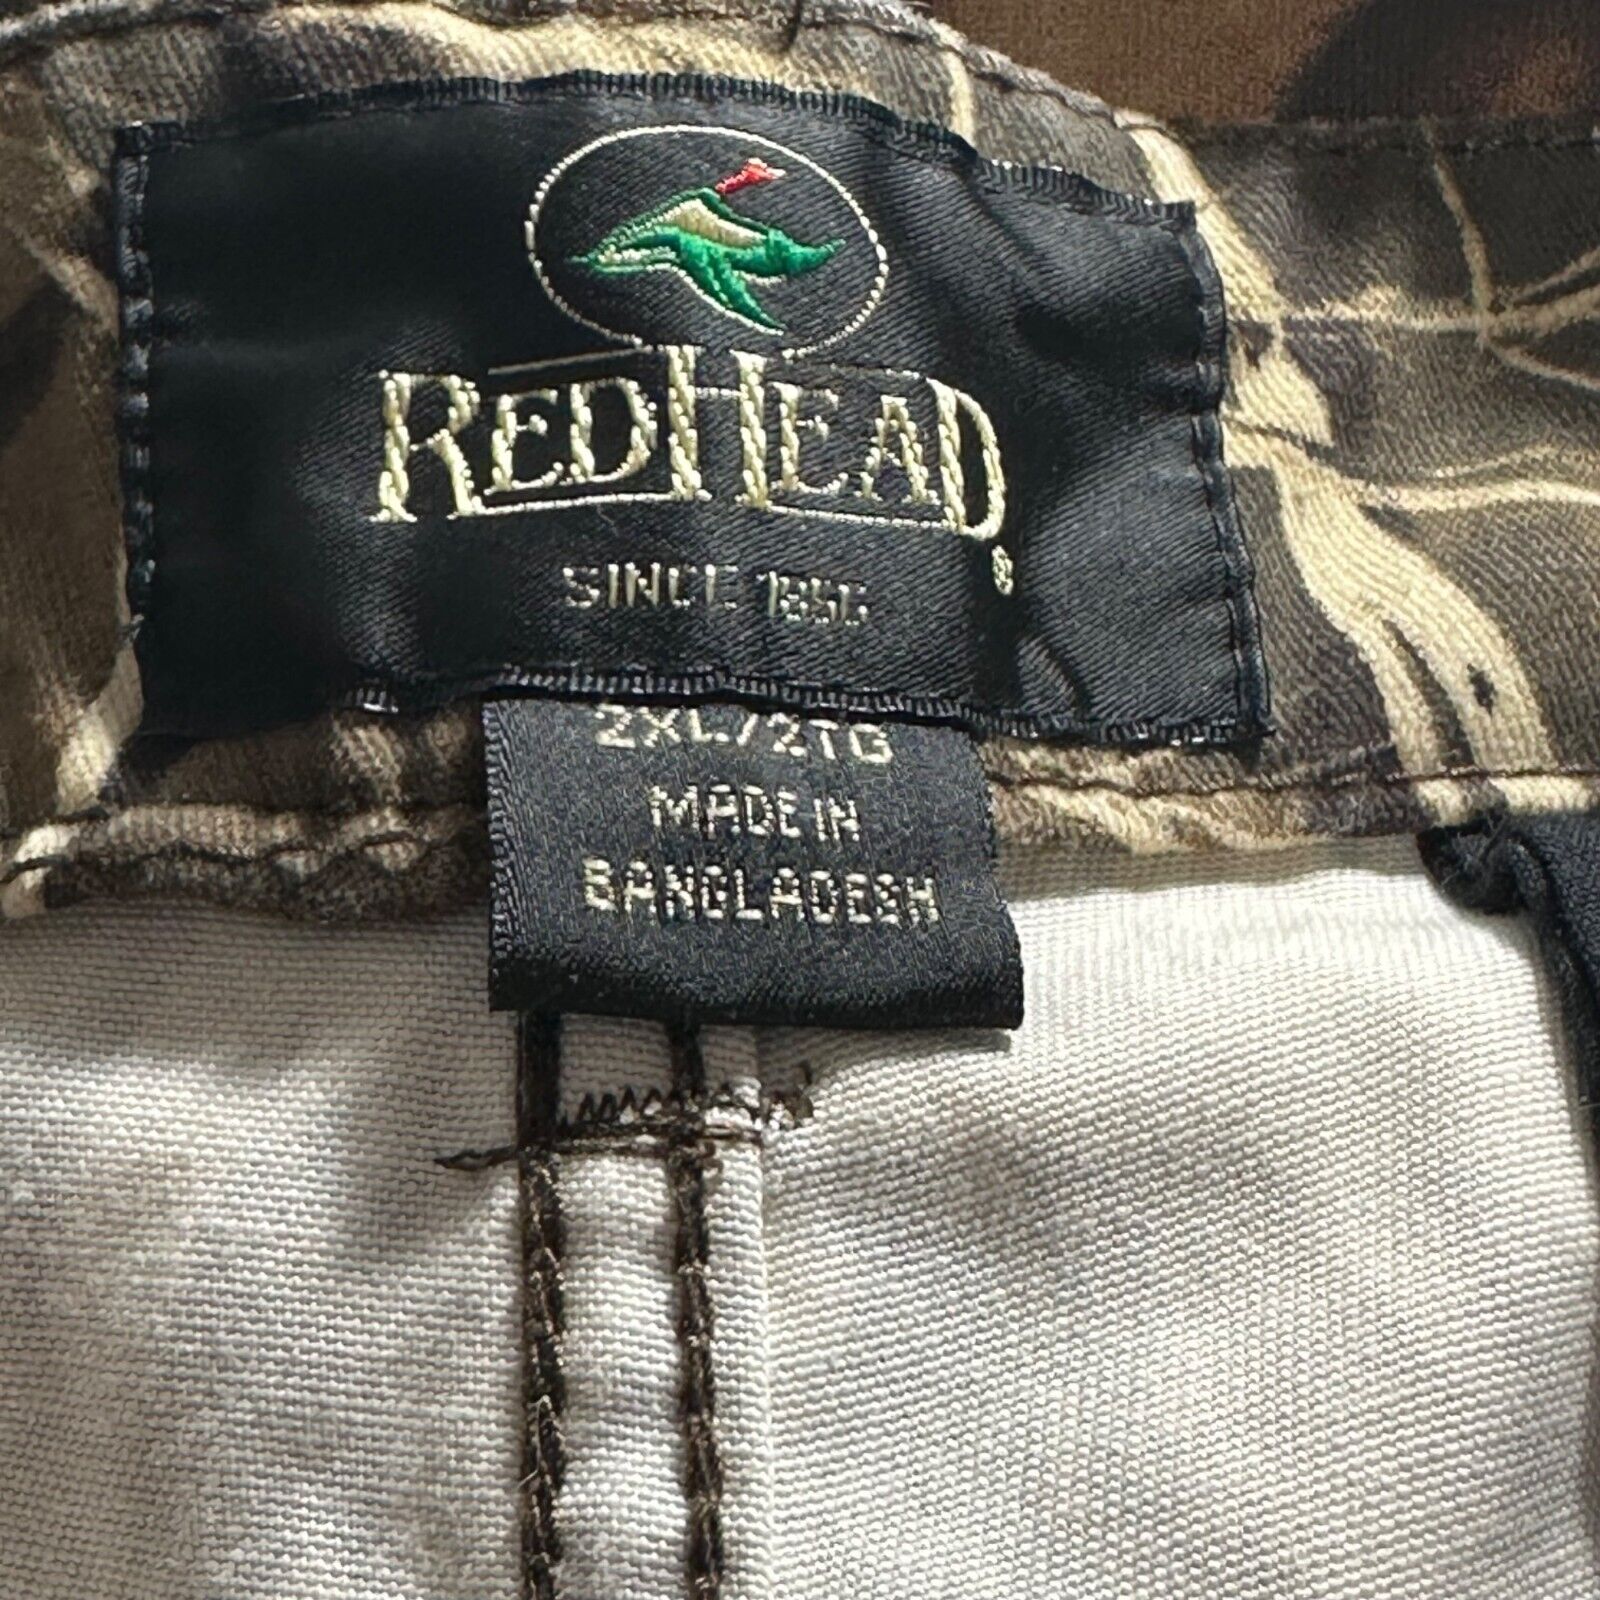 REDHEAD
®
SINCE 1856
2XL/2TG
MADE IN
BANGLADESH